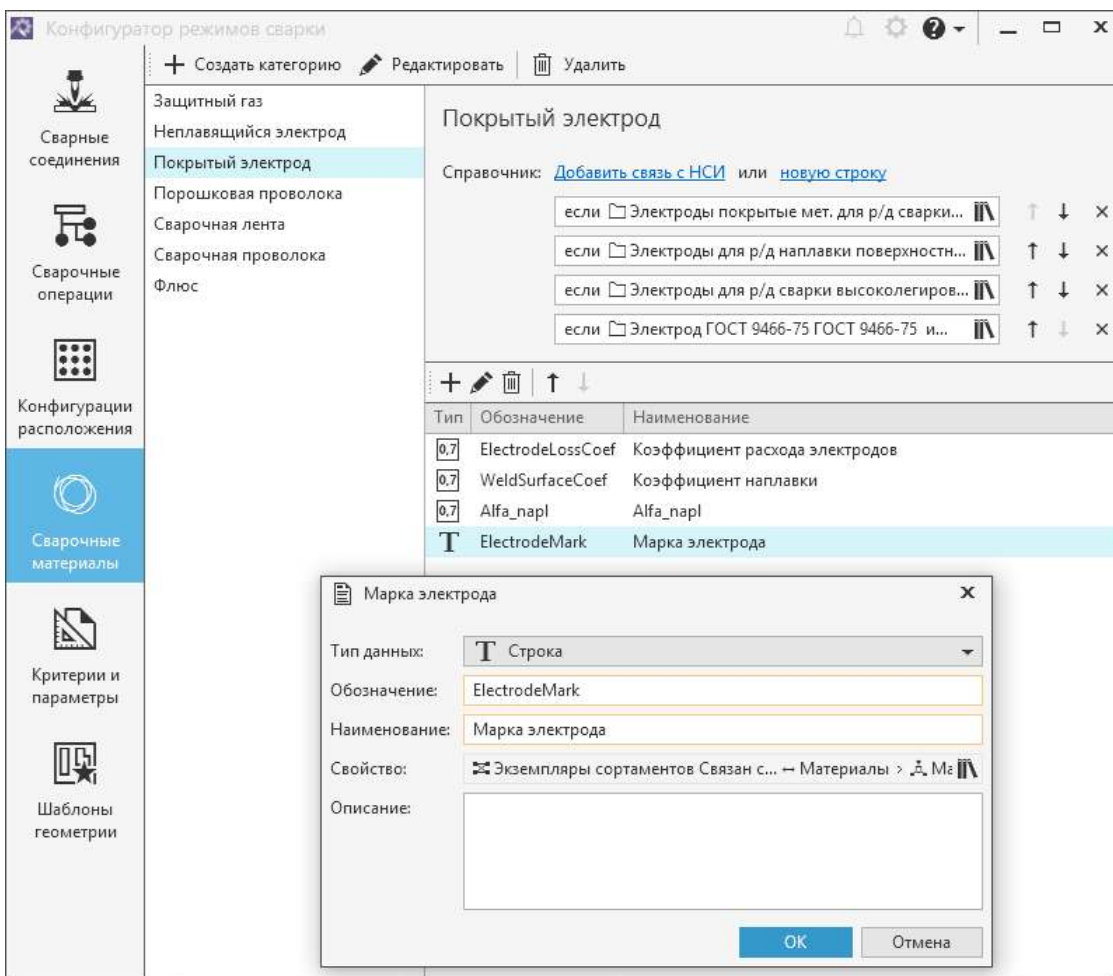 Конфигуратор режимов сварки
Создать категорию Редактировать Удалить
Сварные
соединения
Сварочные
операции
Конфигурации
расположения
Сварочные
материалы
Критерии и
параметры
Шаблоны
геометрии
Защитный газ
Неплавящийся электрод
Покрытый электрод
Порошковая проволока
Сварочная лента
Сварочная проволока
Флюс
Покрытый электрод
Справочник: Добавить связь с НСИ или новую строку
если Электроды покрытые мет. для р/д сварки...
если Электроды для р/д наплавки поверхностн...
если Электроды для р/д сварки высоколегиров...
если Электрод ГОСТ 9466-75 ГОСТ 9466-75 и...
Тип Обозначение Наименование
0,7 ElectrodeLossCoef Коэффициент расхода электродов
0,7 WeldSurfaceCoef Коэффициент наплавки
0,7 Alfa_napl Alfa_napl
T ElectrodeMark Марка электрода
Марка электрода
Тип данных: T Строка
Обозначение: ElectrodeMark
Наименование: Марка электрода
Свойство: Экземпляры сортаментов Связан с... ↔ Материалы > Ма
Описание:
ОК Отмена